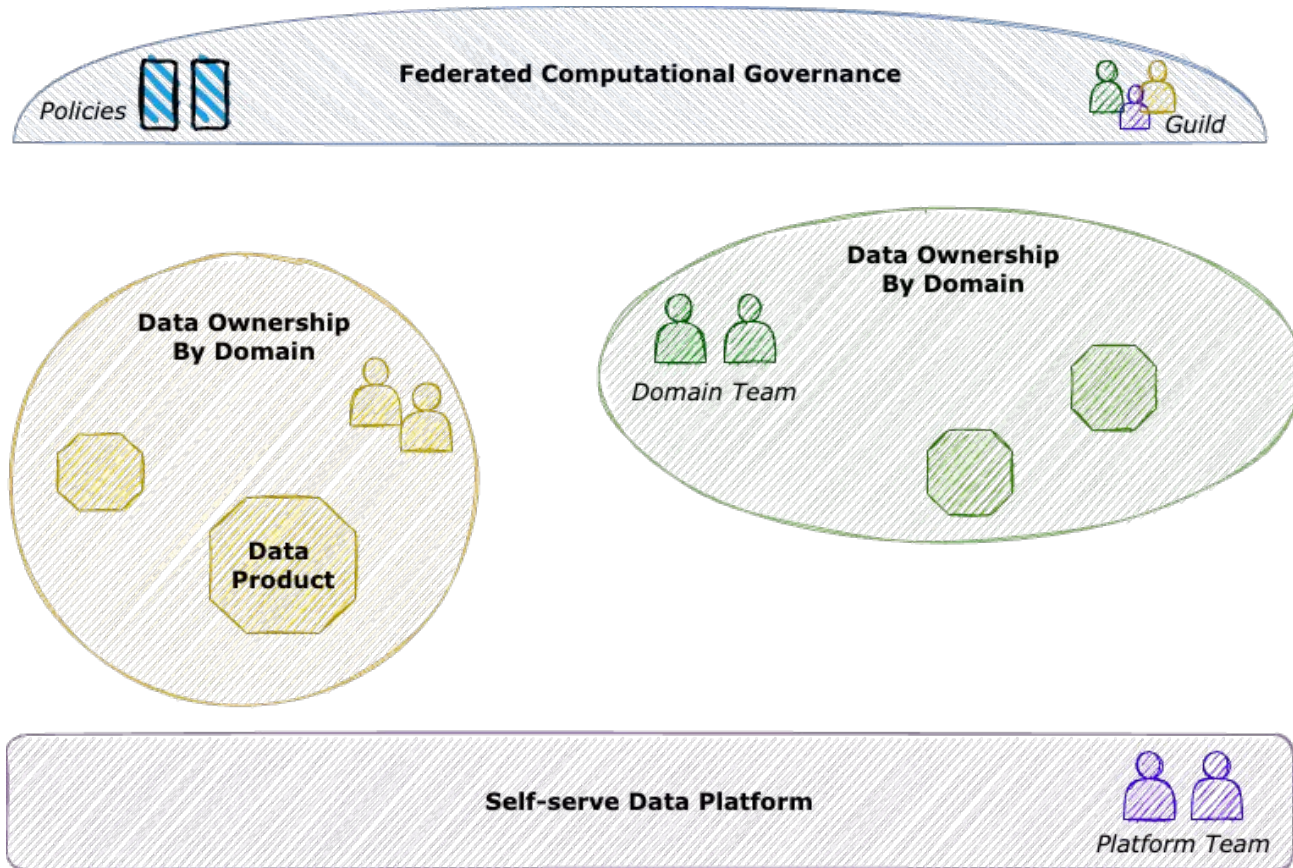 Federated Computational Governance
Policies
Guild
Data Ownership
By Domain
Domain Team
Data Ownership
By Domain
Data
Product
Self-serve Data Platform
Platform Team